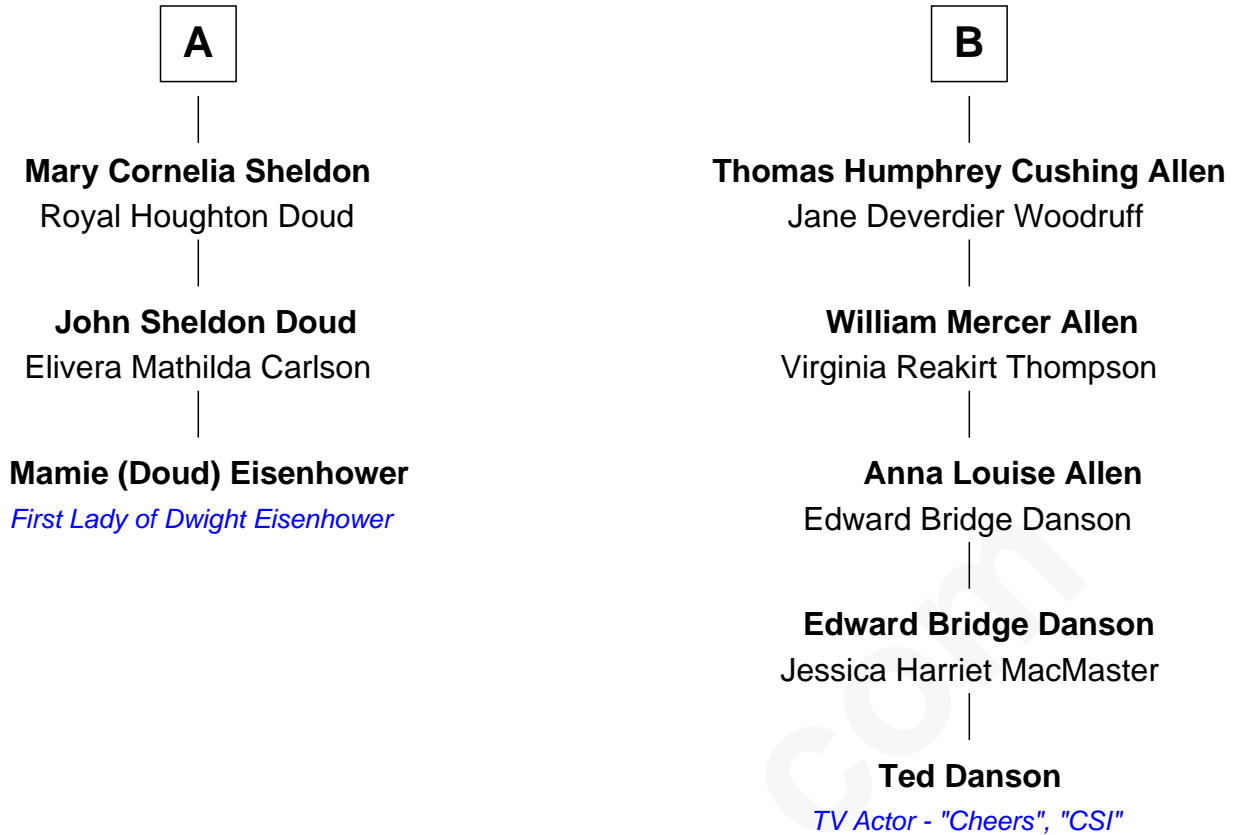 A
Mary Cornelia Sheldon
Royal Houghton Doud
John Sheldon Doud
Elivera Mathilda Carlson
Mamie (Doud) Eisenhower
First Lady of Dwight Eisenhower
B
Thomas Humphrey Cushing Allen
Jane Deverdier Woodruff
William Mercer Allen
Virginia Reakirt Thompson
Anna Louise Allen
Edward Bridge Danson
Edward Bridge Danson
Jessica Harriet MacMaster
Ted Danson
TV Actor - "Cheers", "CSI"
com